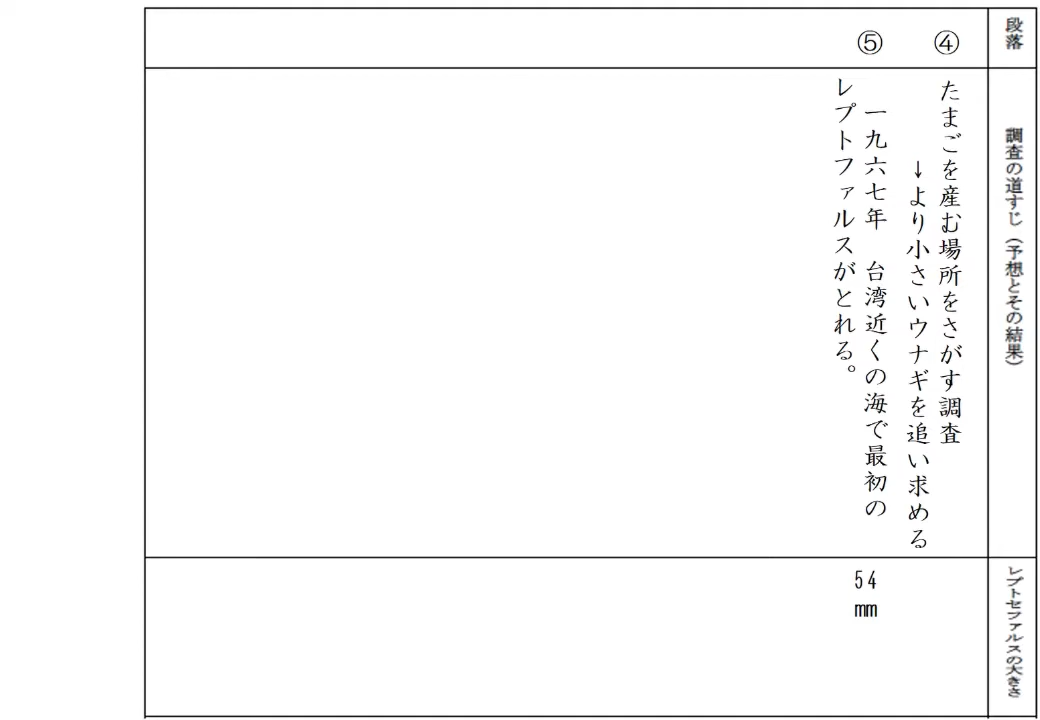 段落
調査の道すじ（予想とその結果）
レプトセファルスの大きさ
④
たまごを産む場所をさがす調査
↓より小さいウナギを追い求める
⑤
一九六七年　台湾近くの海で最初の
レプトファルスがとれる。
54
mm